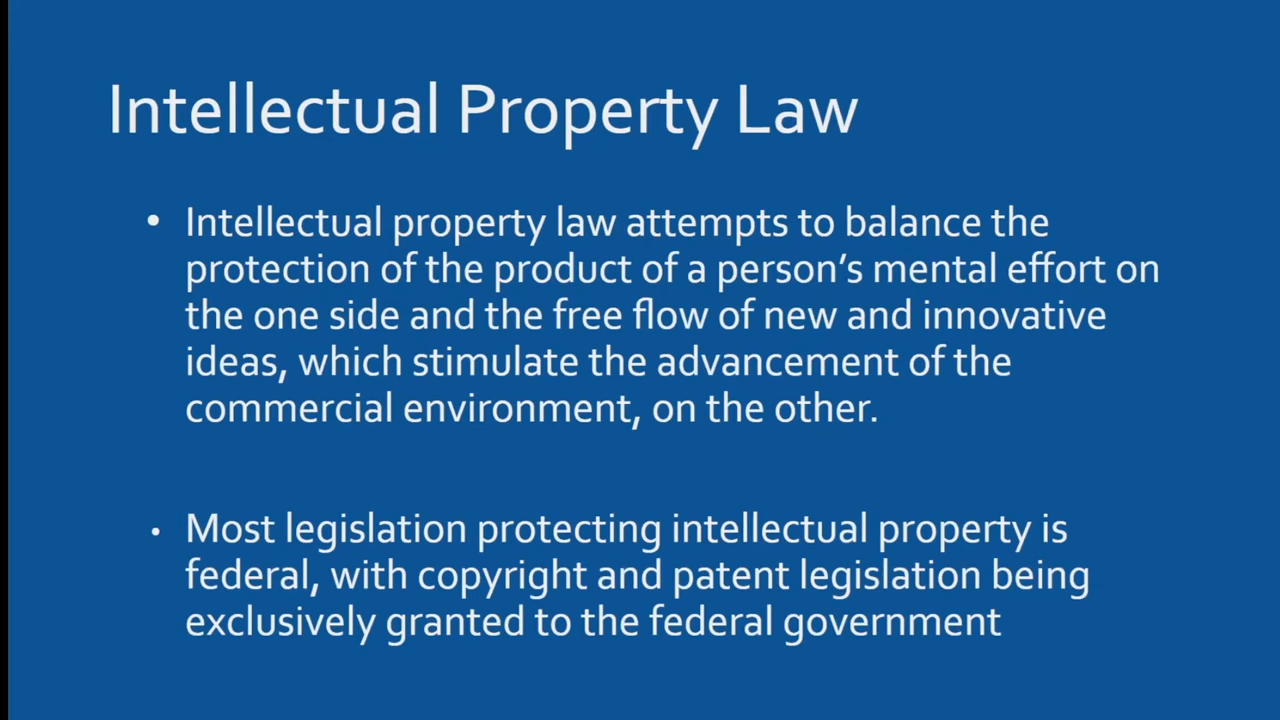 Intellectual Property Law
• Intellectual property law attempts to balance the
protection of the product of a person’s mental effort on
the one side and the free flow of new and innovative
ideas, which stimulate the advancement of the
commercial environment, on the other.
• Most legislation protecting intellectual property is
federal, with copyright and patent legislation being
exclusively granted to the federal government